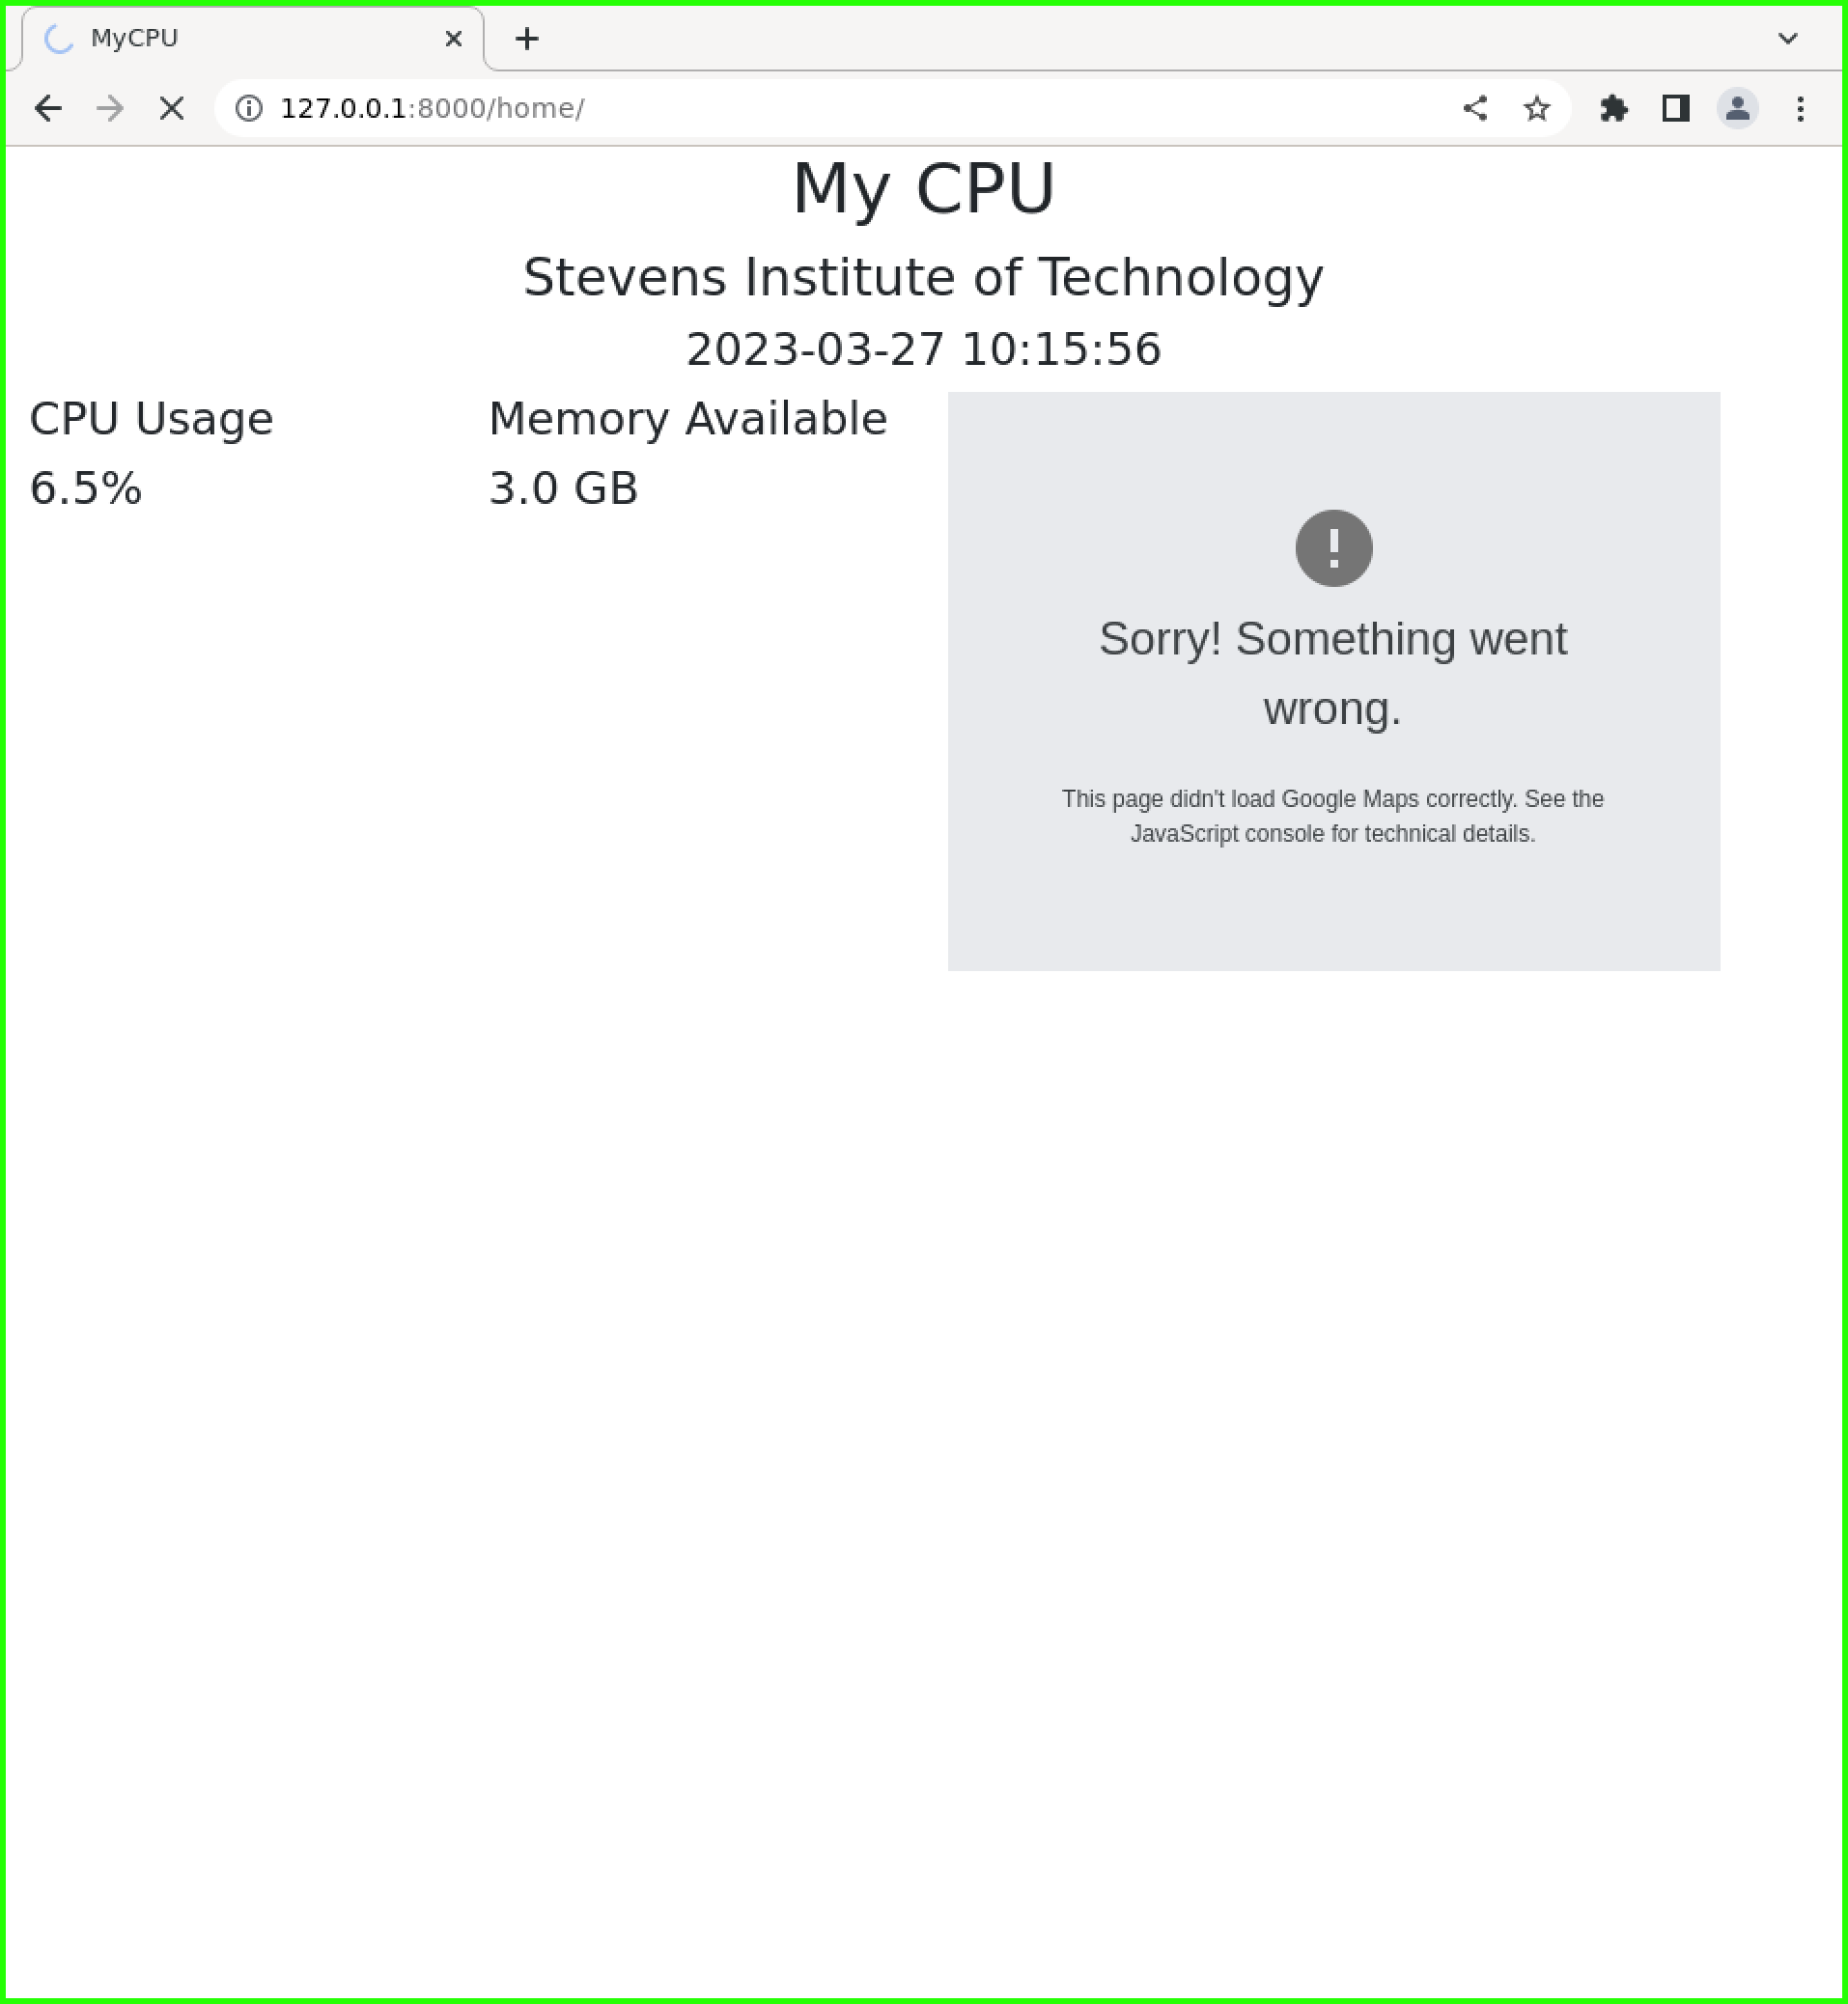 MyCPU
127.0.0.1:8000/home/
My CPU
Stevens Institute of Technology
2023-03-27 10:15:56
CPU Usage
6.5%
Memory Available
3.0 GB
Sorry! Something went
wrong.
This page didn't load Google Maps correctly. See the
JavaScript console for technical details.